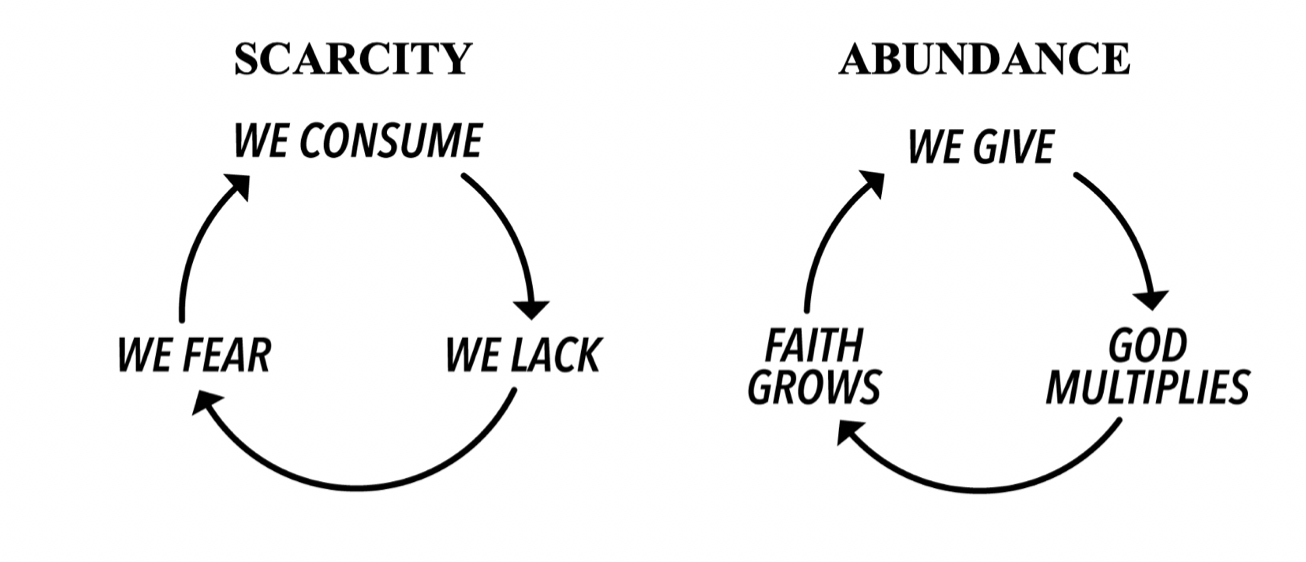 SCARCITY
WE CONSUME
WE LACK
WE FEAR
ABUNDANCE
WE GIVE
GOD
MULTIPLIES
FAITH
GROWS